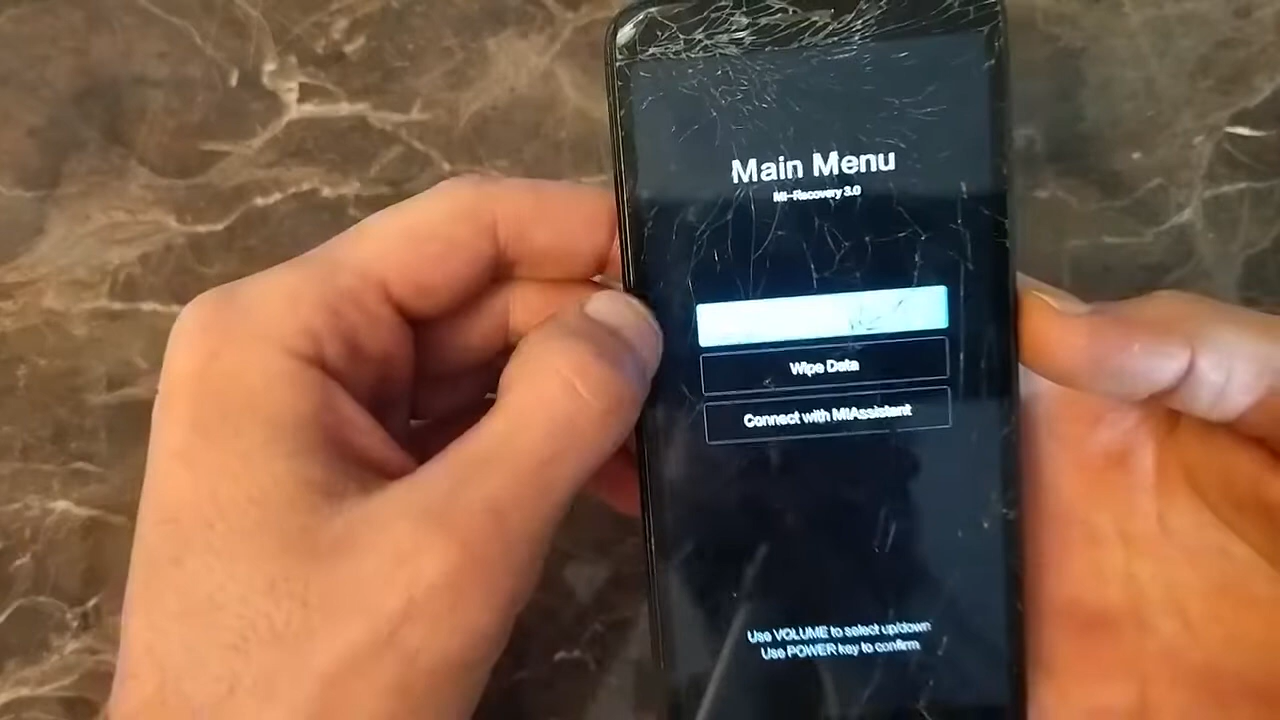 Main Menu
MI-Recovery 3.0
Wipe Data
Connect with MIAssistant
Use VOLUME to select up/down
Use POWER key to confirm